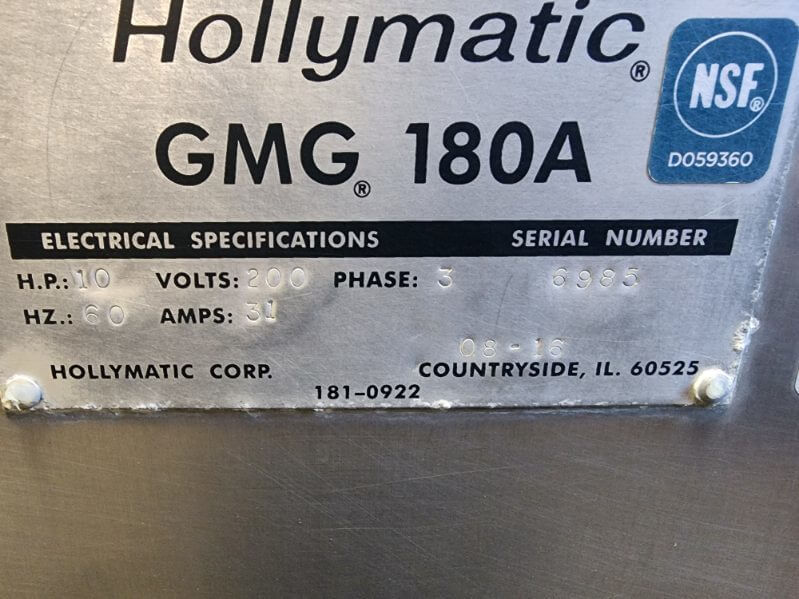 Hollymatic®
NSF®
D059360
GMG® 180A
ELECTRICAL SPECIFICATIONS SERIAL NUMBER
H.P.: 10 VOLTS: 200 PHASE: 3 6985
HZ.: 60 AMPS: 31
08-16
HOLLYMATIC CORP. COUNTRYSIDE, IL. 60525
181-0922